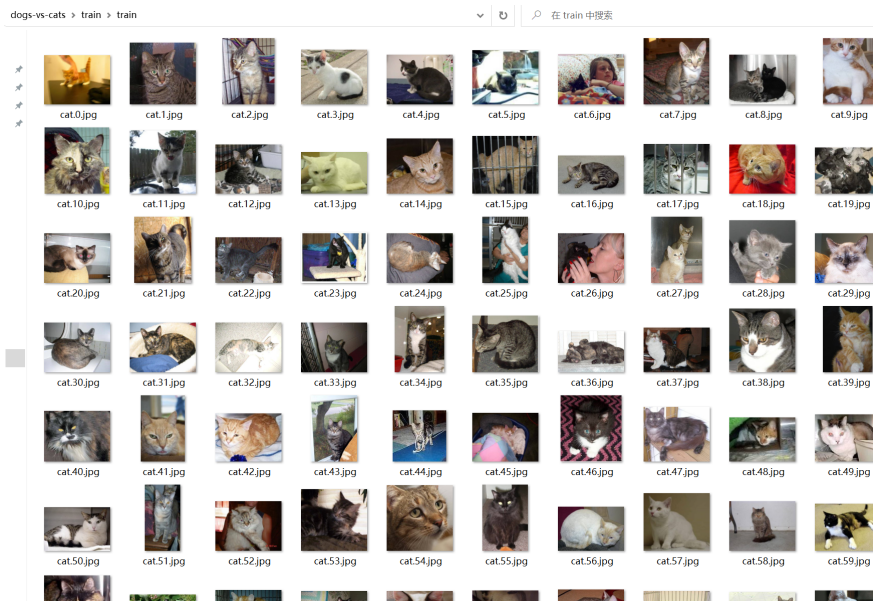 dogs-vs-cats > train > train
在 train 中搜索
cat.0.jpg cat.1.jpg cat.2.jpg cat.3.jpg cat.4.jpg cat.5.jpg cat.6.jpg cat.7.jpg cat.8.jpg cat.9.jpg
cat.10.jpg cat.11.jpg cat.12.jpg cat.13.jpg cat.14.jpg cat.15.jpg cat.16.jpg cat.17.jpg cat.18.jpg cat.19.jpg
cat.20.jpg cat.21.jpg cat.22.jpg cat.23.jpg cat.24.jpg cat.25.jpg cat.26.jpg cat.27.jpg cat.28.jpg cat.29.jpg
cat.30.jpg cat.31.jpg cat.32.jpg cat.33.jpg cat.34.jpg cat.35.jpg cat.36.jpg cat.37.jpg cat.38.jpg cat.39.jpg
cat.40.jpg cat.41.jpg cat.42.jpg cat.43.jpg cat.44.jpg cat.45.jpg cat.46.jpg cat.47.jpg cat.48.jpg cat.49.jpg
cat.50.jpg cat.51.jpg cat.52.jpg cat.53.jpg cat.54.jpg cat.55.jpg cat.56.jpg cat.57.jpg cat.58.jpg cat.59.jpg